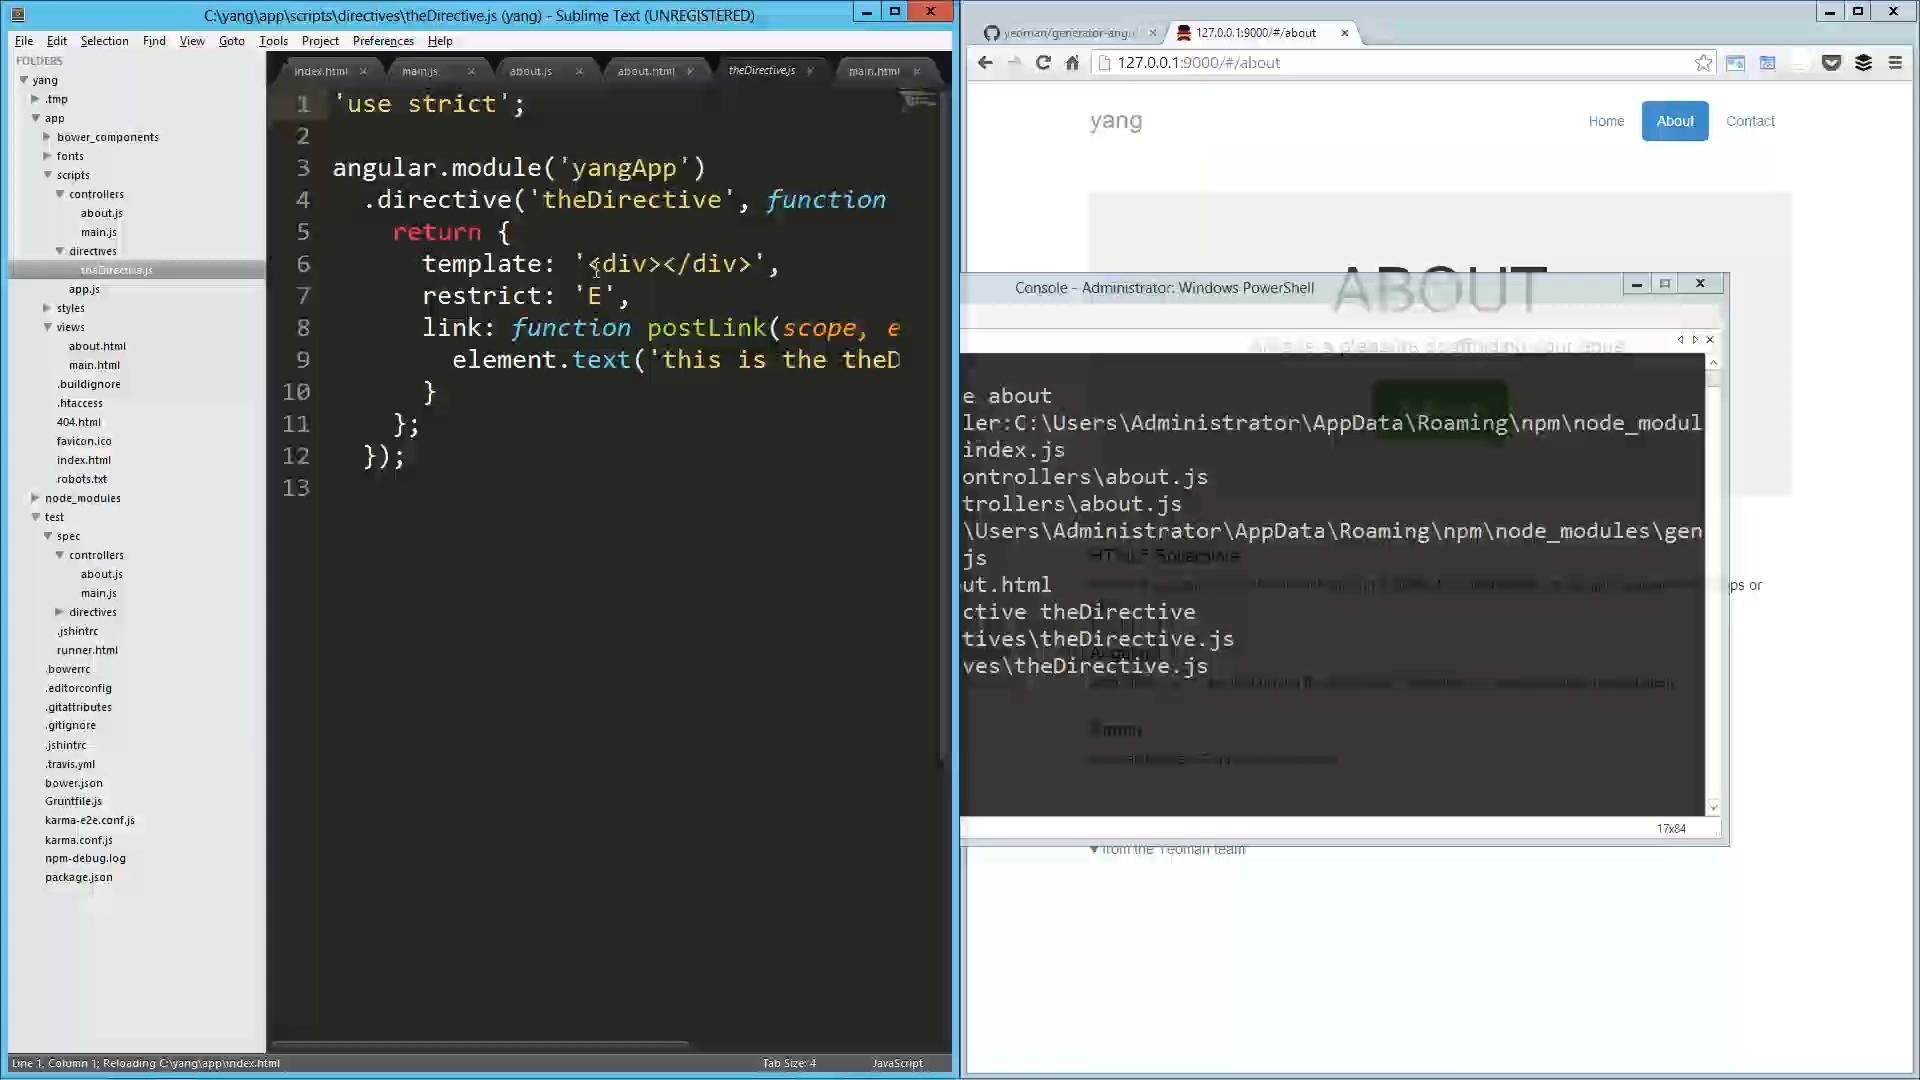 C:\yang\app\scripts\directives\theDirective.js (yang) - Sublime Text (UNREGISTERED)
File Edit Selection Find View Goto Tools Project Preferences Help
FOLDERS
yang
.tmp
app
bower_components
fonts
scripts
controllers
about.js
main.js
directives
theDirective.js
app.js
styles
views
about.html
main.html
.buildignore
.htaccess
404.html
favicon.ico
index.html
robots.txt
node_modules
test
spec
controllers
about.js
main.js
directives
.jshintrc
runner.html
.bowerrc
.editorconfig
.gitattributes
.gitignore
.jshintrc
.travis.yml
bower.json
Gruntfile.js
karma-e2e.conf.js
karma.conf.js
npm-debug.log
package.json
index.html main.js about.js about.html theDirective.js main.html
1 'use strict';
2
3 angular.module('yangApp')
4 .directive('theDirective', function
5 return {
6 template: '<div></div>',
7 restrict: 'E',
8 link: function postLink(scope, e
9 element.text('this is the theD
10 }
11 };
12 });
13
Line 1, Column 1; Reloading C:\yang\app\index.html Tab Size: 4 JavaScript
yeoman/generator-angu 127.0.0.1:9000/#/about
127.0.0.1:9000/#/about
yang Home About Contact
ABOUT
Console - Administrator: Windows PowerShell
e about
ler:C:\Users\Administrator\AppData\Roaming\npm\node_modul
index.js
ontrollers\about.js
trollers\about.js
\Users\Administrator\AppData\Roaming\npm\node_modules\gen
js
ut.html
ctive theDirective
tives\theDirective.js
ves\theDirective.js
ps or
17x84
♥ from the Yeoman team